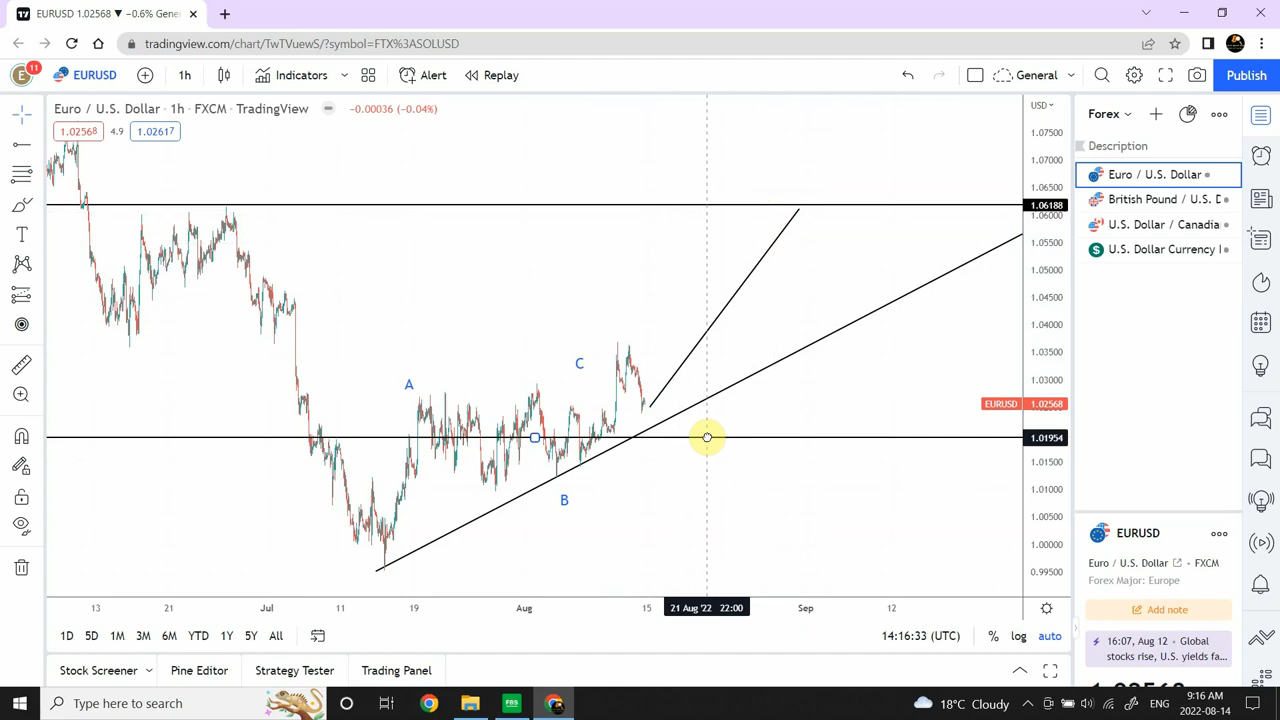 EURUSD 1.02568 ▼ −0.6% Gene
tradingview.com/chart/TwTVuewS/?symbol=FTX%3ASOLUSD
E 11 EURUSD 1h Indicators Alert Replay General Publish
Euro / U.S. Dollar · 1h · FXCM · TradingView −0.00036 (−0.04%)
1.02568 4.9 1.02617
USD
1.07500
1.07000
1.06500
1.06188
1.06000
1.05500
1.05000
1.04500
1.04000
1.03500
1.03000
EURUSD 1.02568
1.01954
1.01500
1.01000
1.00500
1.00000
0.99500
A
C
B
13 21 Jul 11 19 Aug 15 21 Aug '22 22:00 Sep 12
1D 5D 1M 3M 6M YTD 1Y 5Y All 14:16:33 (UTC) % log auto
Stock Screener Pine Editor Strategy Tester Trading Panel
Forex
Description
Euro / U.S. Dollar
British Pound / U.S. D
U.S. Dollar / Canadia
$ U.S. Dollar Currency I
EURUSD
Euro / U.S. Dollar FXCM
Forex Major: Europe
Add note
16:07, Aug 12 • Global
stocks rise, U.S. yields fa...
Type here to search
FBS
18°C Cloudy
9:16 AM
2022-08-14